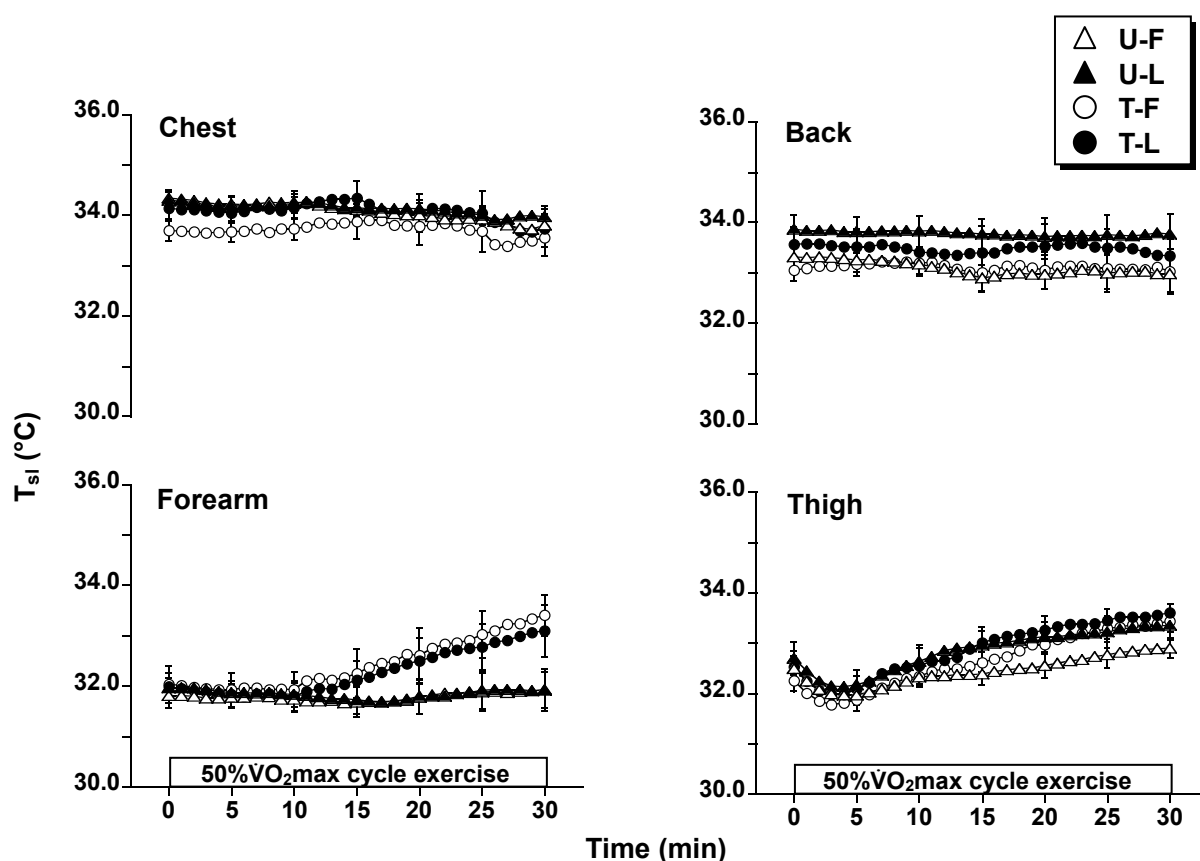 U-F
U-L
T-F
T-L
Chest
36.0
34.0
32.0
30.0
Back
36.0
34.0
32.0
30.0
Tsl (°C)
Forearm
36.0
34.0
32.0
30.0
50%V̇O₂max cycle exercise
0 5 10 15 20 25 30
Thigh
36.0
34.0
32.0
30.0
50%V̇O₂max cycle exercise
0 5 10 15 20 25 30
Time (min)